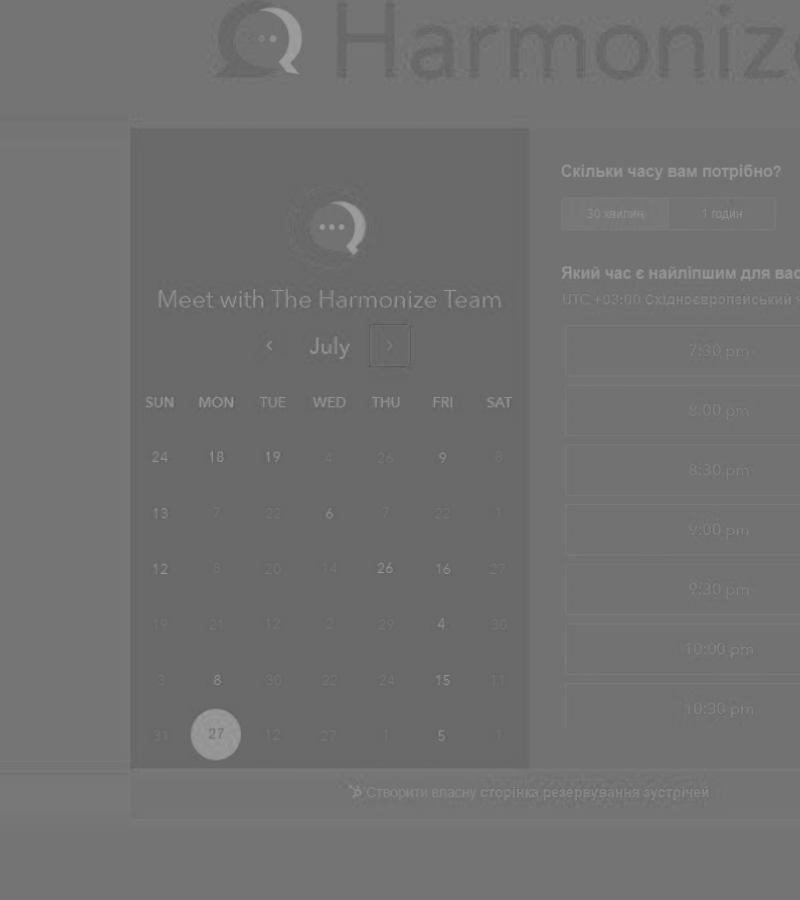 Harmonize
Meet with The Harmonize Team
July
SUN MON TUE WED THU FRI SAT
24 18 19 4 26 9 8
13 7 22 6 7 22 1
12 8 20 14 26 16 27
19 21 12 2 29 4 30
3 8 30 22 24 15 11
31 27 12 27 1 5 1
Скільки часу вам потрібно?
30 хвилин 1 годин
Який час є найліпшим для вас
UTC +03:00 Східноєвропейський
7:30 pm
8:00 pm
8:30 pm
9:00 pm
9:30 pm
10:00 pm
10:30 pm
Створити власну сторінка резервування зустрічей